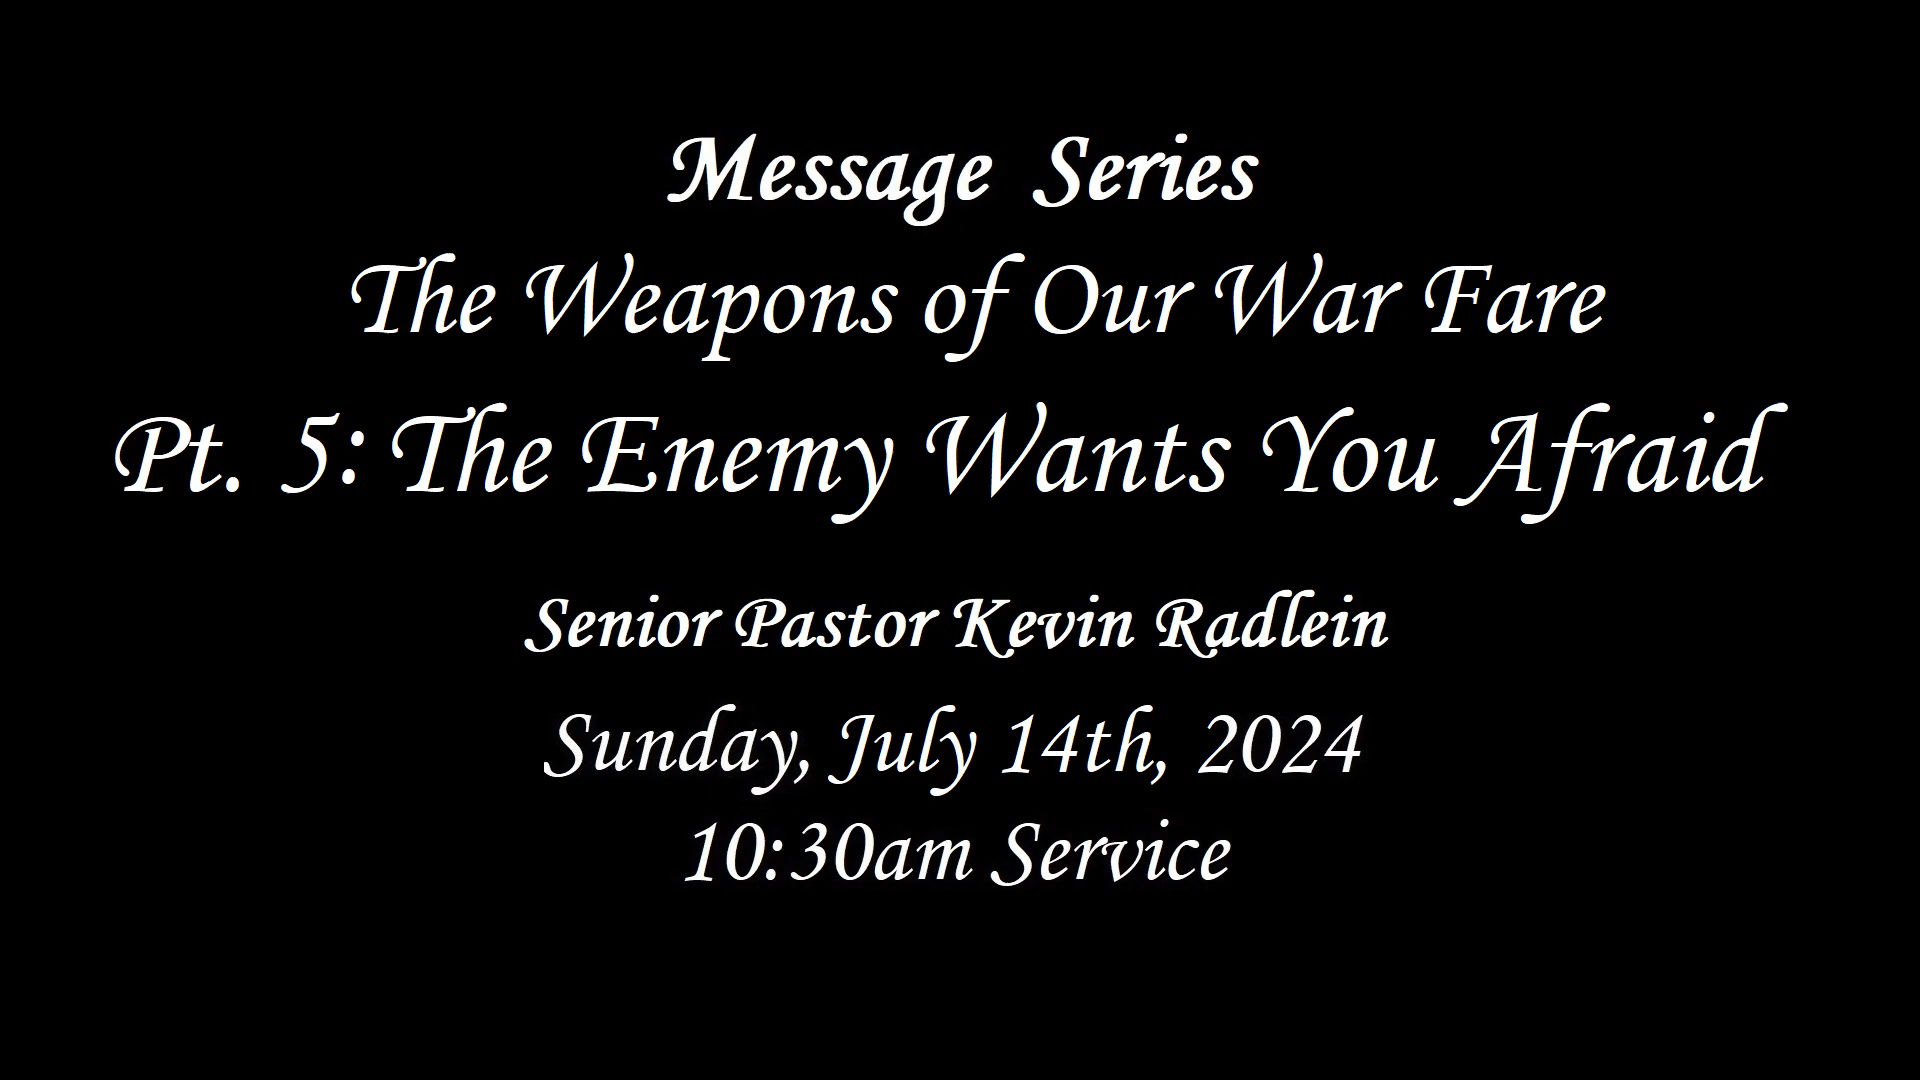 Message Series
The Weapons of Our War Fare
Pt. 5: The Enemy Wants You Afraid
Senior Pastor Kevin Radlein
Sunday, July 14th, 2024
10:30am Service